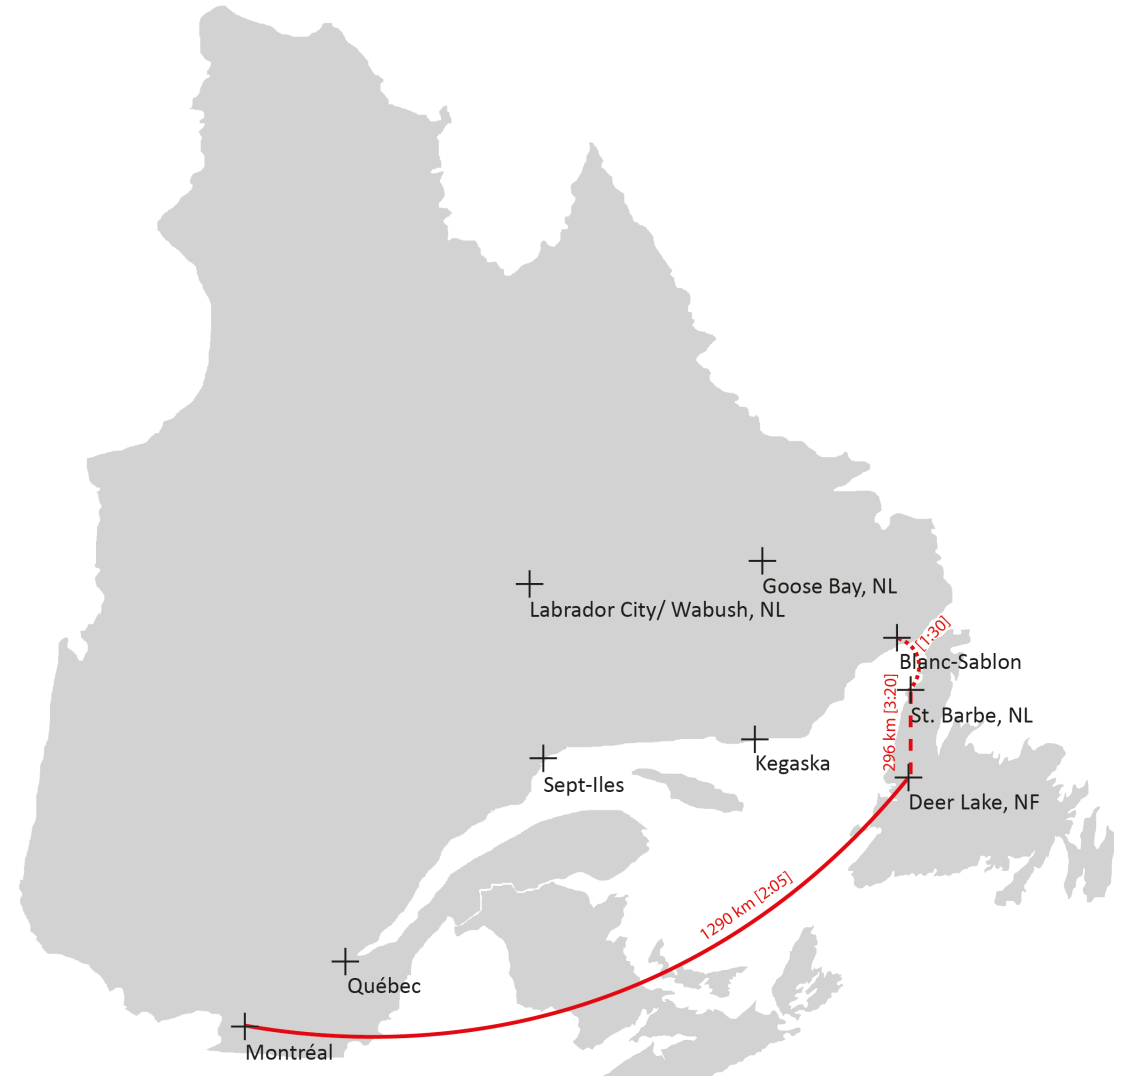 Goose Bay, NL
Labrador City/ Wabush, NL
[1:30]
Blanc-Sablon
296 km [3:20]
St. Barbe, NL
Kegaska
Sept-Iles
Deer Lake, NF
1290 km [2:05]
Québec
Montréal